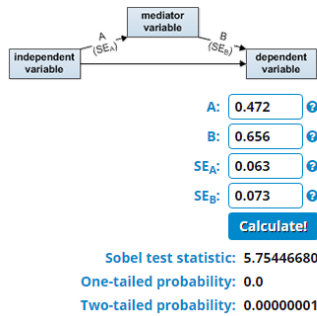 mediator
variable
A
(SEA)
B
(SEB)
independent
variable
dependent
variable
A: 0.472 ?
B: 0.656 ?
SEA: 0.063 ?
SEB: 0.073 ?
Calculate!
Sobel test statistic: 5.75446680
One-tailed probability: 0.0
Two-tailed probability: 0.00000001